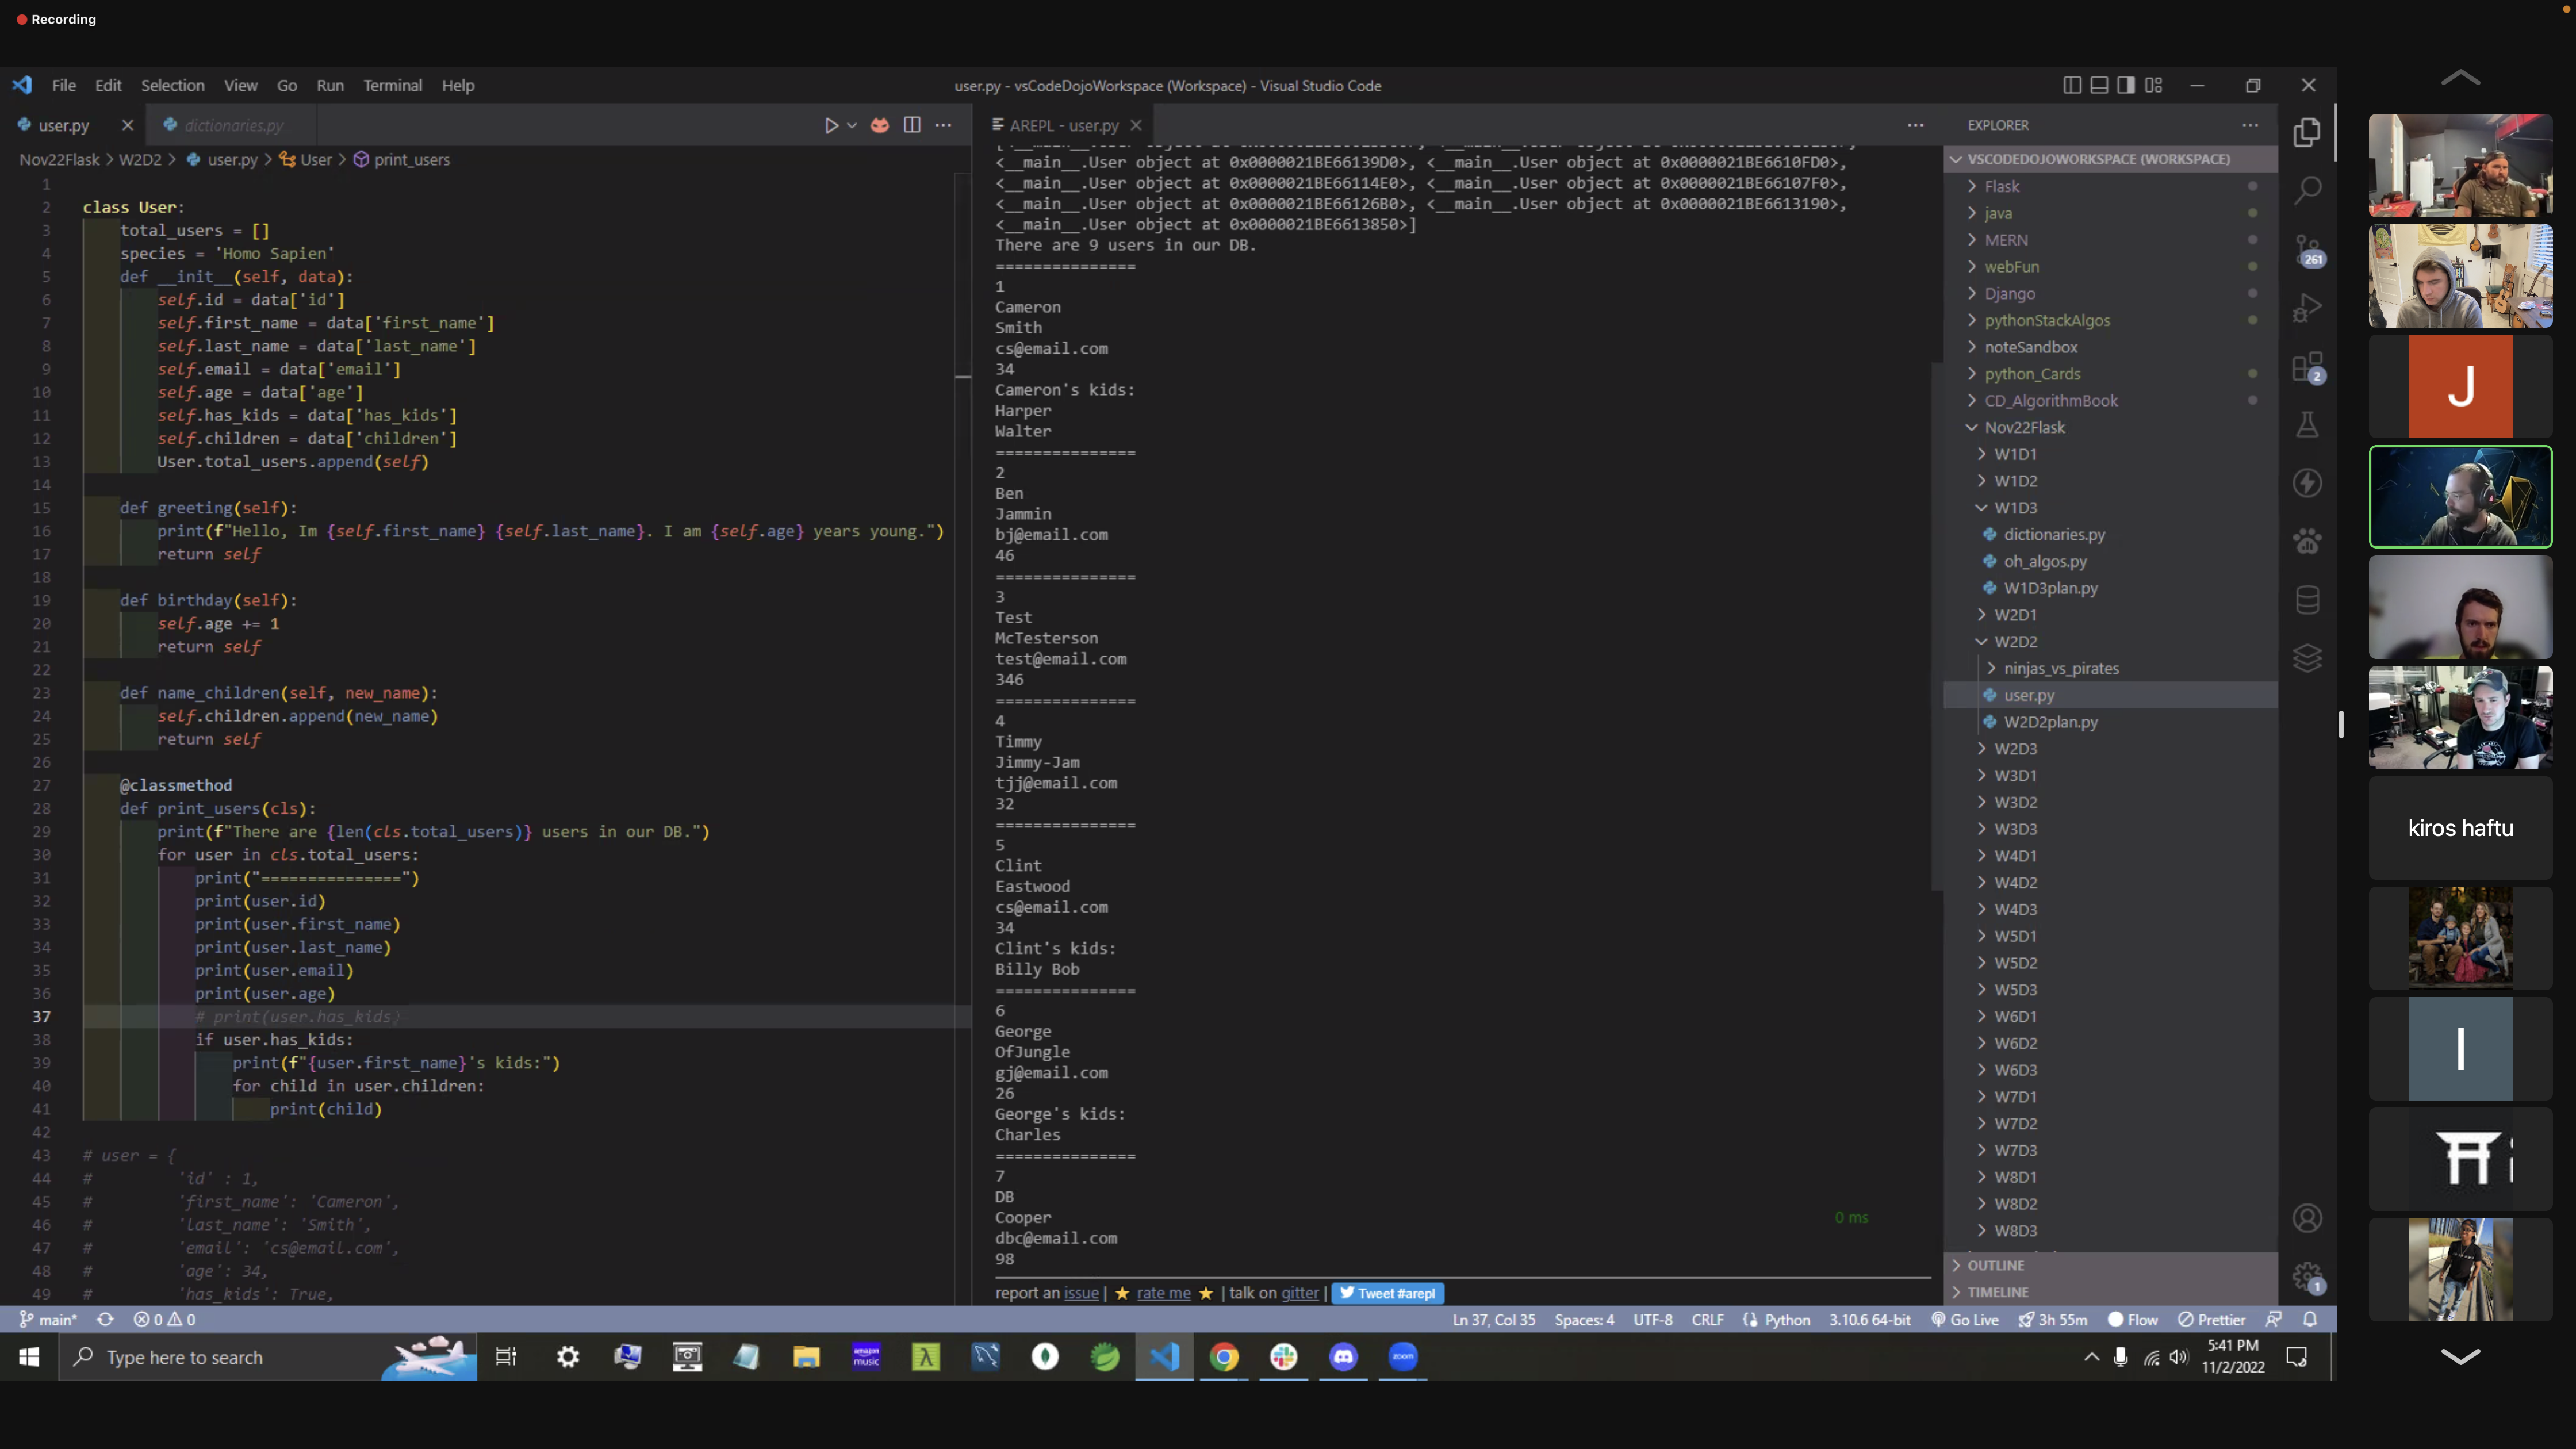 Recording
File Edit Selection View Go Run Terminal Help
user.py - vsCodeDojoWorkspace (Workspace) - Visual Studio Code
user.py
dictionaries.py
Nov22Flask > W2D2 > user.py > User > print_users
1
2 class User:
3 total_users = []
4 species = 'Homo Sapien'
5 def __init__(self, data):
6 self.id = data['id']
7 self.first_name = data['first_name']
8 self.last_name = data['last_name']
9 self.email = data['email']
10 self.age = data['age']
11 self.has_kids = data['has_kids']
12 self.children = data['children']
13 User.total_users.append(self)
14
15 def greeting(self):
16 print(f"Hello, Im {self.first_name} {self.last_name}. I am {self.age} years young.")
17 return self
18
19 def birthday(self):
20 self.age += 1
21 return self
22
23 def name_children(self, new_name):
24 self.children.append(new_name)
25 return self
26
27 @classmethod
28 def print_users(cls):
29 print(f"There are {len(cls.total_users)} users in our DB.")
30 for user in cls.total_users:
31 print("===============")
32 print(user.id)
33 print(user.first_name)
34 print(user.last_name)
35 print(user.email)
36 print(user.age)
37 # print(user.has_kids)
38 if user.has_kids:
39 print(f"{user.first_name}'s kids:")
40 for child in user.children:
41 print(child)
42
43 # user = {
44 # 'id' : 1,
45 # 'first_name': 'Cameron',
46 # 'last_name': 'Smith',
47 # 'email': 'cs@email.com',
48 # 'age': 34,
49 # 'has_kids': True,
AREPL - user.py
<__main__.User object at 0x0000021BE66139D0>, <__main__.User object at 0x0000021BE6610FD0>,
<__main__.User object at 0x0000021BE66114E0>, <__main__.User object at 0x0000021BE66107F0>,
<__main__.User object at 0x0000021BE66126B0>, <__main__.User object at 0x0000021BE6613190>,
<__main__.User object at 0x0000021BE6613850>]
There are 9 users in our DB.
===============
1
Cameron
Smith
cs@email.com
34
Cameron's kids:
Harper
Walter
===============
2
Ben
Jammin
bj@email.com
46
===============
3
Test
McTesterson
test@email.com
346
===============
4
Timmy
Jimmy-Jam
tjj@email.com
32
===============
5
Clint
Eastwood
cs@email.com
34
Clint's kids:
Billy Bob
===============
6
George
OfJungle
gj@email.com
26
George's kids:
Charles
===============
7
DB
Cooper
dbc@email.com
98
0 ms
report an issue | rate me | talk on gitter | Tweet #arepl
EXPLORER
VSCODEDOJOWORKSPACE (WORKSPACE)
Flask
java
MERN
webFun
Django
pythonStackAlgos
noteSandbox
python_Cards
CD_AlgorithmBook
Nov22Flask
W1D1
W1D2
W1D3
dictionaries.py
oh_algos.py
W1D3plan.py
W2D1
W2D2
ninjas_vs_pirates
user.py
W2D2plan.py
W2D3
W3D1
W3D2
W3D3
W4D1
W4D2
W4D3
W5D1
W5D2
W5D3
W6D1
W6D2
W6D3
W7D1
W7D2
W7D3
W8D1
W8D2
W8D3
OUTLINE
TIMELINE
261
2
1
J
kiros haftu
I
main* 0 0
Ln 37, Col 35 Spaces: 4 UTF-8 CRLF Python 3.10.6 64-bit Go Live 3h 55m Flow Prettier
Type here to search
amazon music
zoom
5:41 PM
11/2/2022